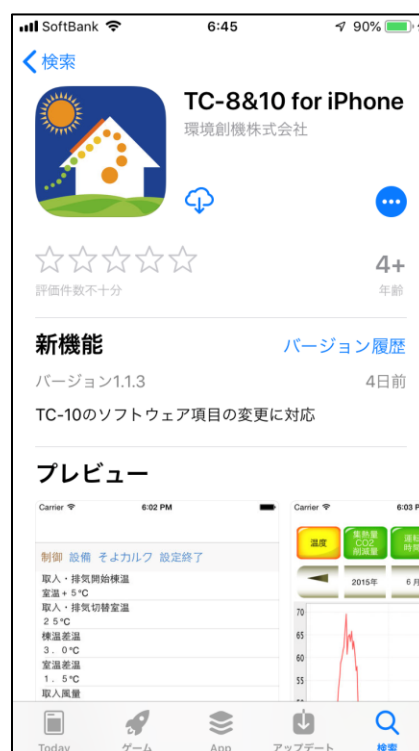 SoftBank 6:45 90%
検索
TC-8&10 for iPhone
環境創機株式会社
4+
評価件数不十分 年齢
新機能 バージョン履歴
バージョン1.1.3 4日前
TC-10のソフトウェア項目の変更に対応
プレビュー
Carrier 6:02 PM
制御 設備 そよカルワ 設定終了
取入・排気開始棟温
室温+5℃
取入・排気切替室温
25℃
棟温差温
3.0℃
室温差温
1.5℃
取入風量
Carrier 6:03 P
温度 集熱量 CO2 削減量 運転 時間
2015年 6月
70
65
60
55
50
Today ゲーム App アップデート 検索